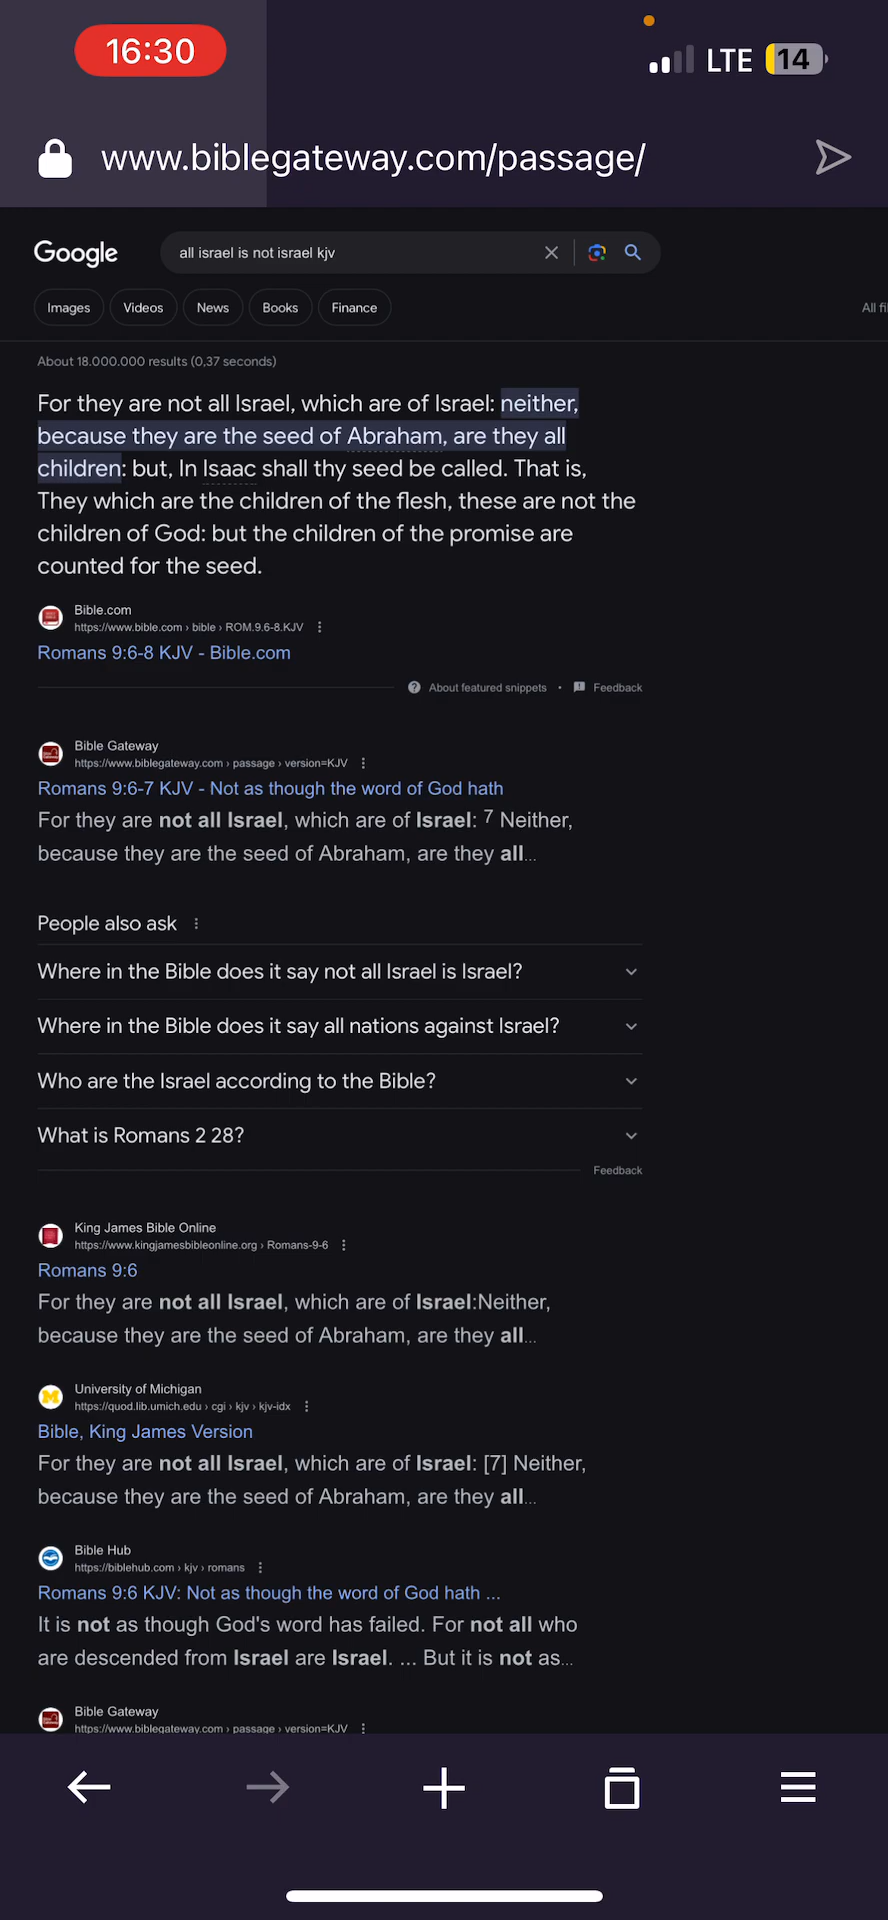 16:30
LTE 14
www.biblegateway.com/passage/
Google
all israel is not israel kjv
Images Videos News Books Finance All fil
About 18.000.000 results (0,37 seconds)
For they are not all Israel, which are of Israel: neither,
because they are the seed of Abraham, are they all
children: but, In Isaac shall thy seed be called. That is,
They which are the children of the flesh, these are not the
children of God: but the children of the promise are
counted for the seed.
Bible.com
https://www.bible.com › bible › ROM.9.6-8.KJV
Romans 9:6-8 KJV - Bible.com
About featured snippets • Feedback
Bible Gateway
https://www.biblegateway.com › passage › version=KJV
Romans 9:6-7 KJV - Not as though the word of God hath
For they are not all Israel, which are of Israel: 7 Neither,
because they are the seed of Abraham, are they all...
People also ask
Where in the Bible does it say not all Israel is Israel?
Where in the Bible does it say all nations against Israel?
Who are the Israel according to the Bible?
What is Romans 2 28?
Feedback
King James Bible Online
https://www.kingjamesbibleonline.org › Romans-9-6
Romans 9:6
For they are not all Israel, which are of Israel:Neither,
because they are the seed of Abraham, are they all...
University of Michigan
https://quod.lib.umich.edu › cgi › kjv › kjv-idx
Bible, King James Version
For they are not all Israel, which are of Israel: [7] Neither,
because they are the seed of Abraham, are they all...
Bible Hub
https://biblehub.com › kjv › romans
Romans 9:6 KJV: Not as though the word of God hath ...
It is not as though God's word has failed. For not all who
are descended from Israel are Israel. ... But it is not as...
Bible Gateway
https://www.biblegateway.com › passage › version=KJV